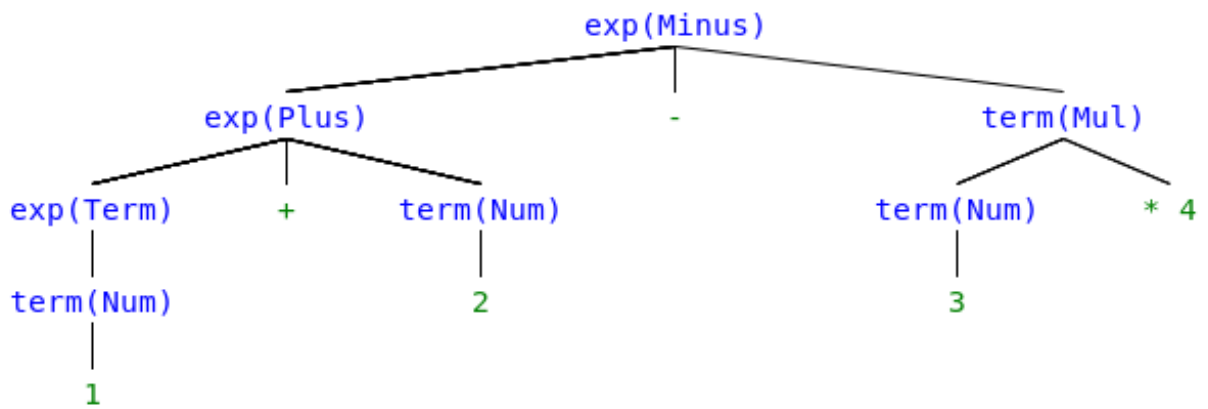 exp(Minus)
exp(Plus) - term(Mul)
exp(Term) + term(Num) term(Num) * 4
term(Num) 2 3
1